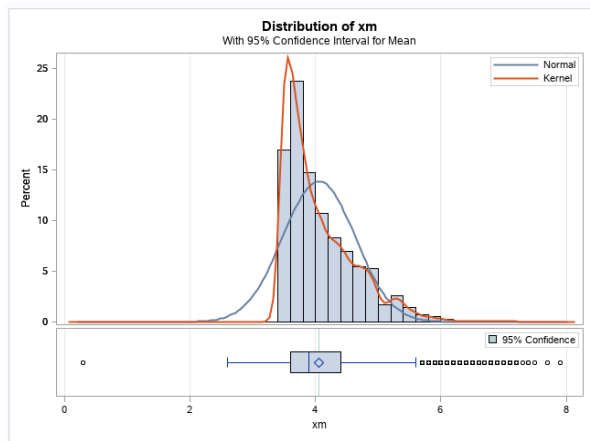 Distribution of xm
With 95% Confidence Interval for Mean
25
20
15
10
5
0
Percent
Normal
Kernel
95% Confidence
0 2 4 6 8
xm